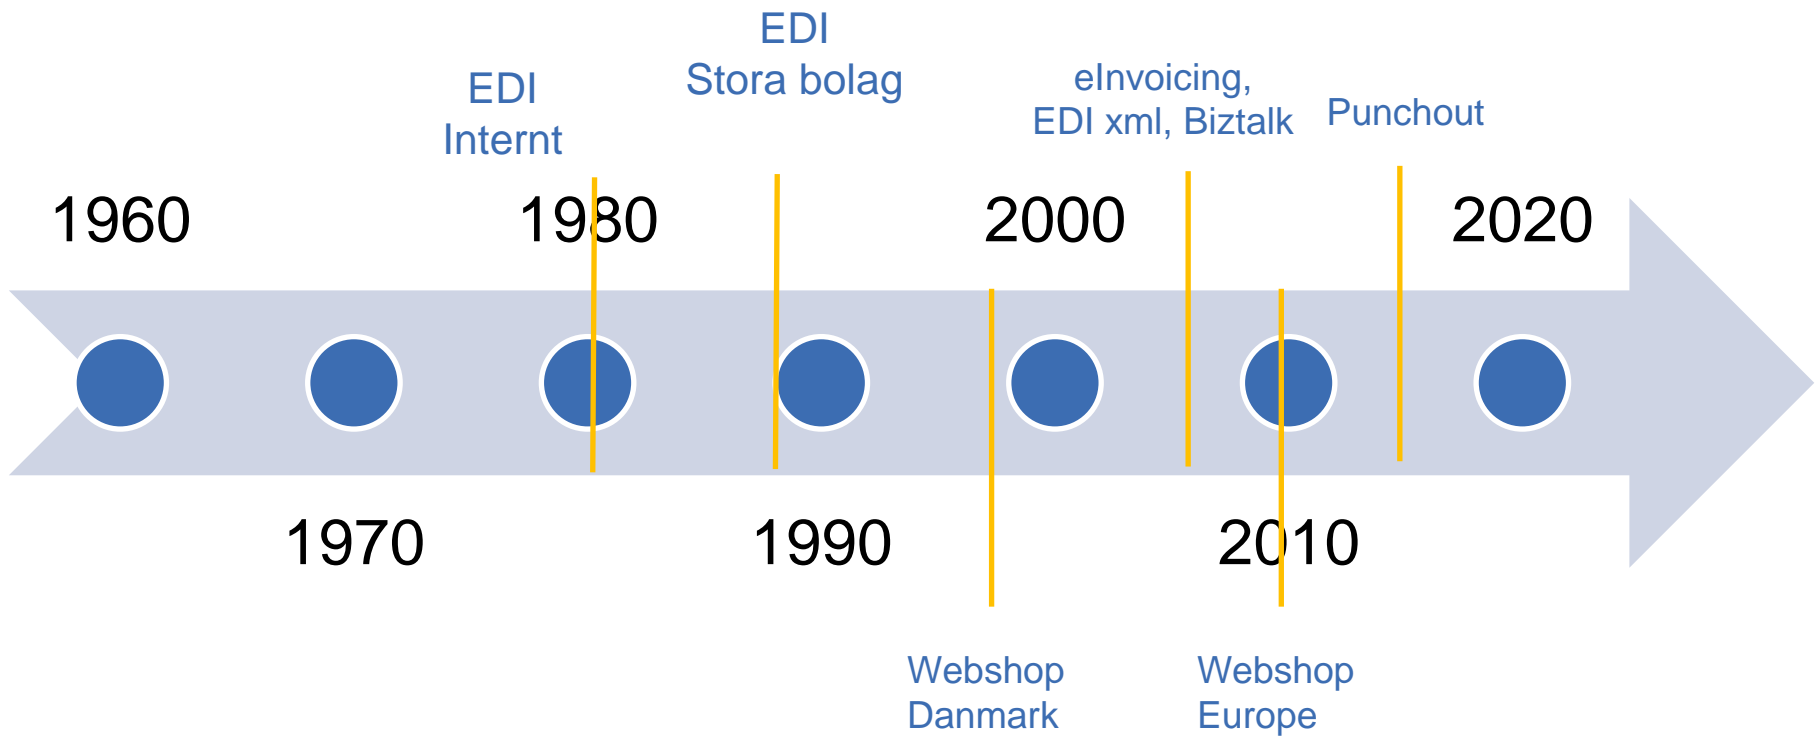 EDI
Internt
EDI
Stora bolag
eInvoicing,
EDI xml, Biztalk
Punchout
1960
1980
2000
2020
1970
1990
2010
Webshop
Danmark
Webshop
Europe